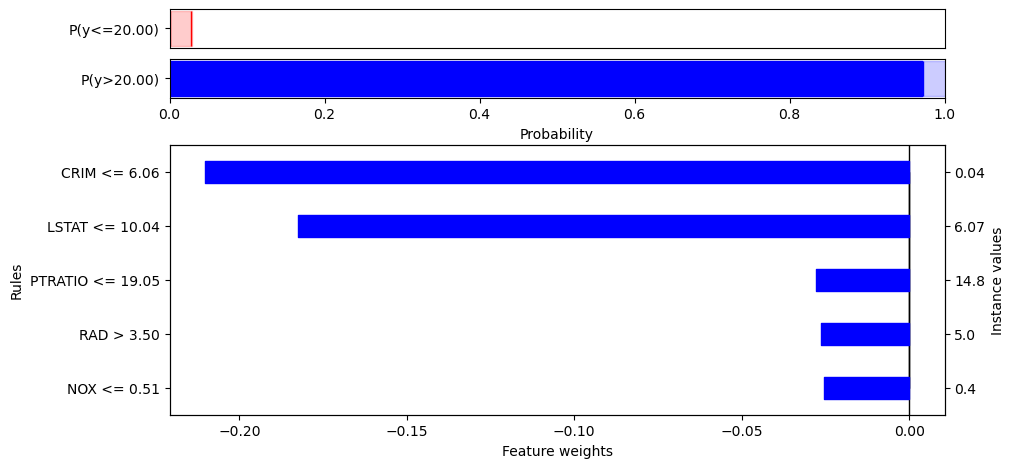 P(y<=20.00)
P(y>20.00)
0.0 0.2 0.4 0.6 0.8 1.0
Probability
CRIM <= 6.06 0.04
LSTAT <= 10.04 6.07
PTRATIO <= 19.05 14.8
RAD > 3.50 5.0
NOX <= 0.51 0.4
Rules
Instance values
−0.20 −0.15 −0.10 −0.05 0.00
Feature weights